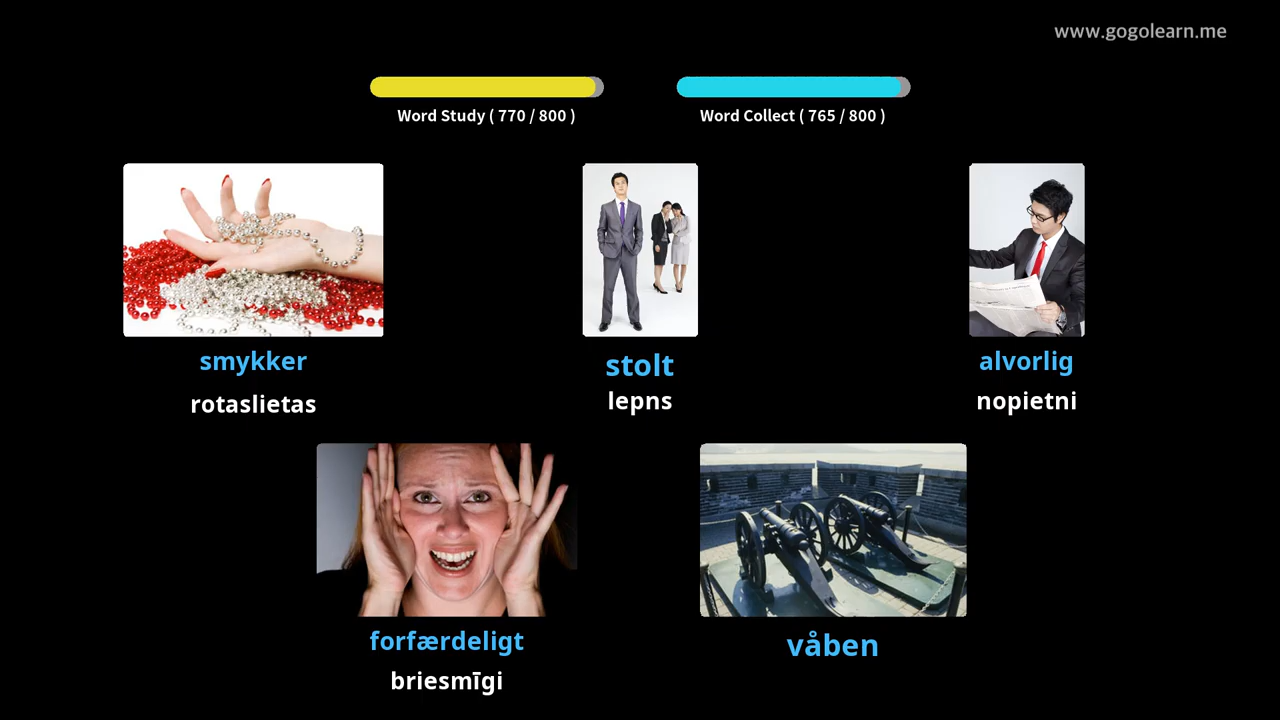 www.gogolearn.me
Word Study ( 770 / 800 )
Word Collect ( 765 / 800 )
smykker
rotaslietas
stolt
lepns
alvorlig
nopietni
forfærdeligt
briesmīgi
våben